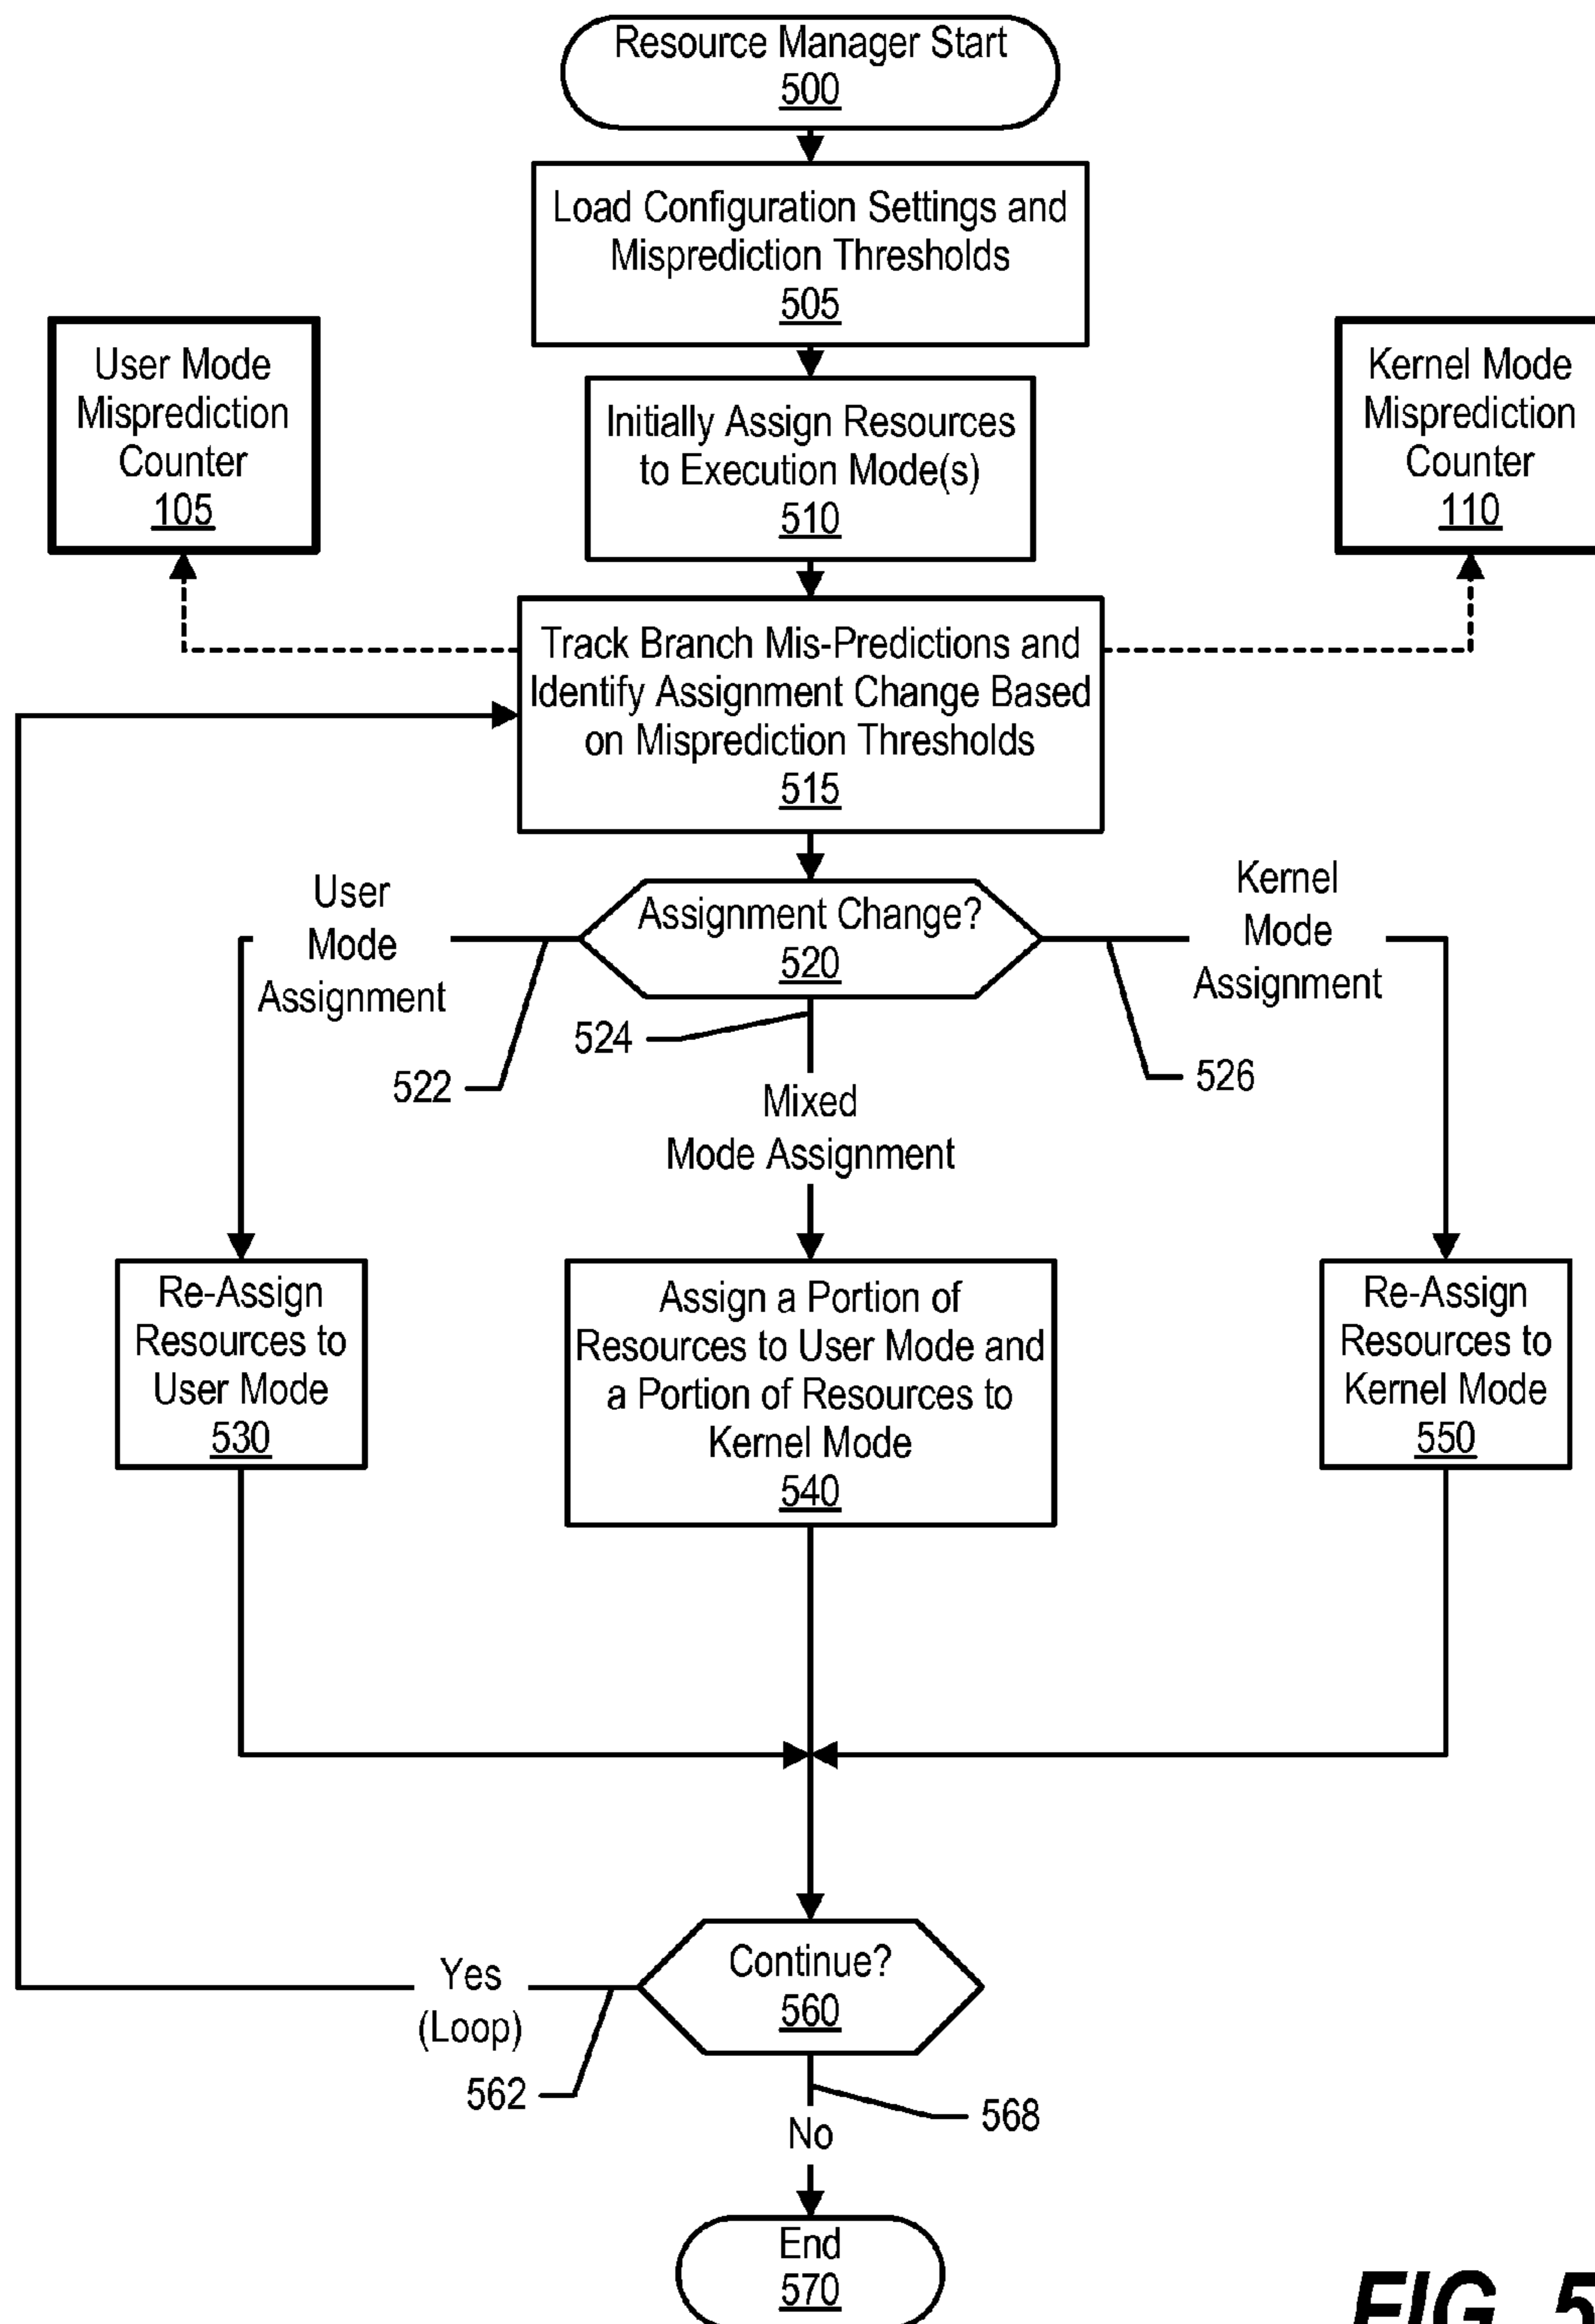 Resource Manager Start
500
Load Configuration Settings and
Misprediction Thresholds
505
User Mode
Misprediction
Counter
105
Kernel Mode
Misprediction
Counter
110
Initially Assign Resources
to Execution Mode(s)
510
Track Branch Mis-Predictions and
Identify Assignment Change Based
on Misprediction Thresholds
515
Assignment Change?
520
User
Mode
Assignment
522
524
Mixed
Mode Assignment
Kernel
Mode
Assignment
526
Re-Assign
Resources to
User Mode
530
Assign a Portion of
Resources to User Mode and
a Portion of Resources to
Kernel Mode
540
Re-Assign
Resources to
Kernel Mode
550
Continue?
560
Yes
(Loop)
562
568
No
End
570
FIG. 5